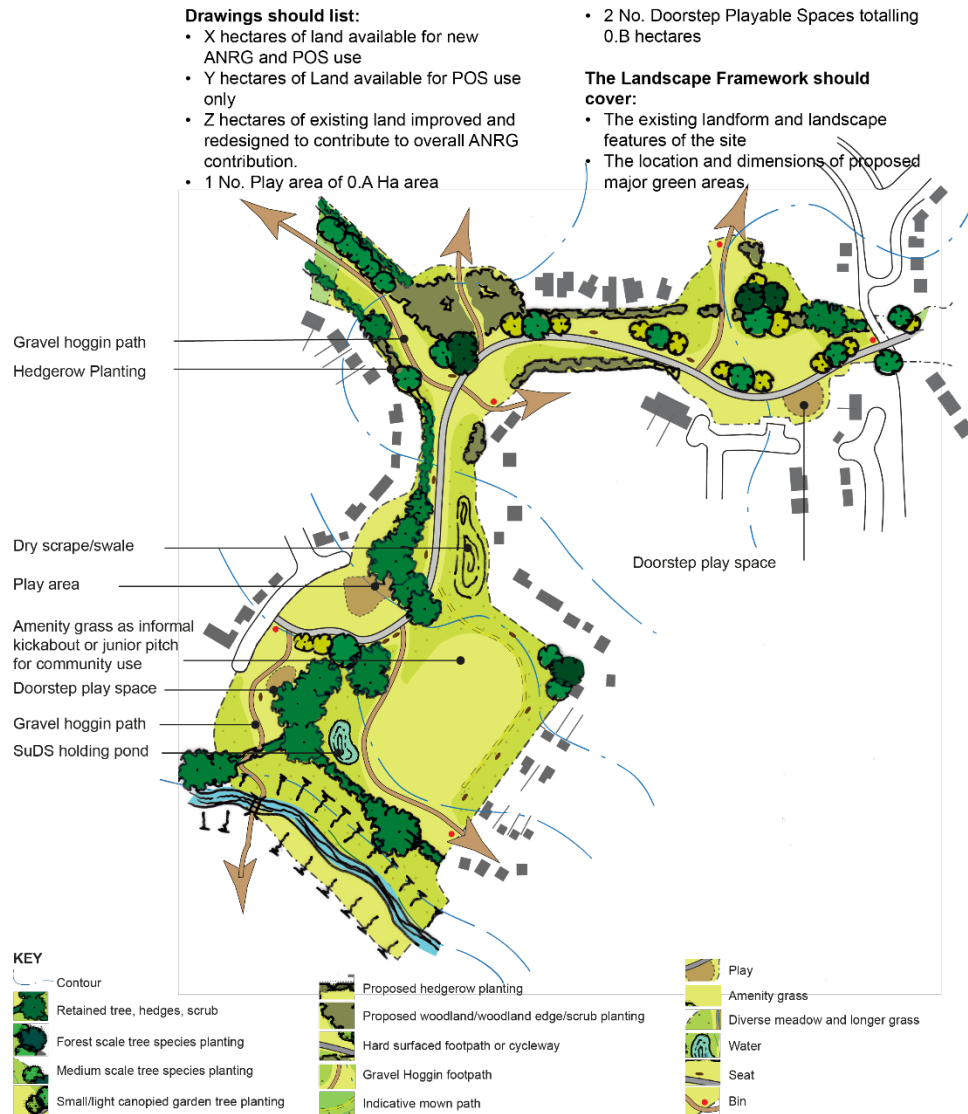 Drawings should list:
• X hectares of land available for new
ANRG and POS use
• Y hectares of Land available for POS use
only
• Z hectares of existing land improved and
redesigned to contribute to overall ANRG
contribution.
• 1 No. Play area of 0.A Ha area
• 2 No. Doorstep Playable Spaces totalling
0.B hectares
The Landscape Framework should
cover:
• The existing landform and landscape
features of the site
• The location and dimensions of proposed
major green areas
Gravel hoggin path
Hedgerow Planting
Dry scrape/swale
Play area
Amenity grass as informal
kickabout or junior pitch
for community use
Doorstep play space
Gravel hoggin path
SuDS holding pond
Doorstep play space
KEY
Contour
Retained tree, hedges, scrub
Forest scale tree species planting
Medium scale tree species planting
Small/light canopied garden tree planting
Proposed hedgerow planting
Proposed woodland/woodland edge/scrub planting
Hard surfaced footpath or cycleway
Gravel Hoggin footpath
Indicative mown path
Play
Amenity grass
Diverse meadow and longer grass
Water
Seat
Bin